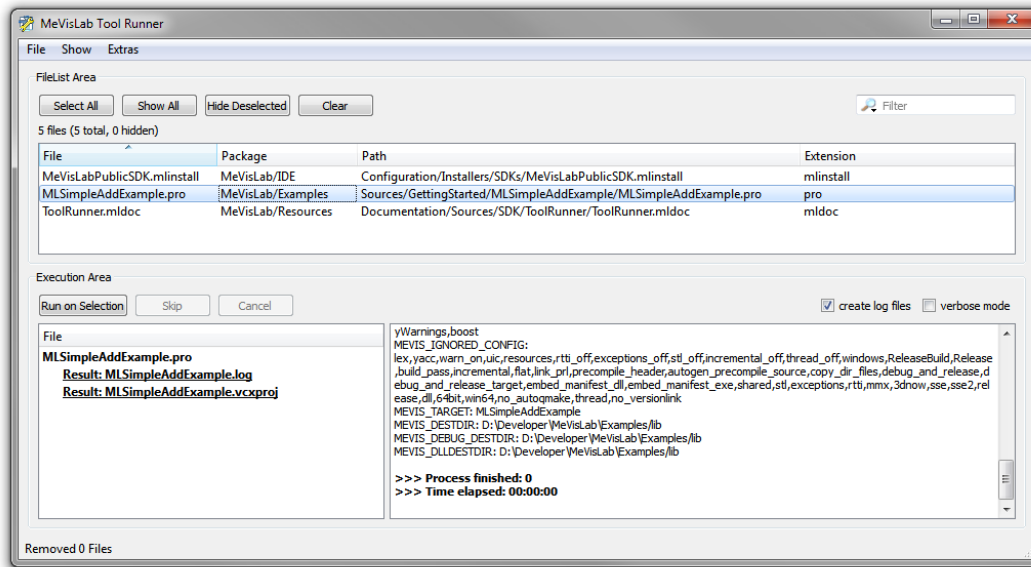 MeVisLab Tool Runner
File Show Extras
FileList Area
Select All Show All Hide Deselected Clear Filter
5 files (5 total, 0 hidden)
File Package Path Extension
MeVisLabPublicSDK.mlinstall MeVisLab/IDE Configuration/Installers/SDKs/MeVisLabPublicSDK.mlinstall mlinstall
MLSimpleAddExample.pro MeVisLab/Examples Sources/GettingStarted/MLSimpleAddExample/MLSimpleAddExample.pro pro
ToolRunner.mldoc MeVisLab/Resources Documentation/Sources/SDK/ToolRunner/ToolRunner.mldoc mldoc
Execution Area
Run on Selection Skip Cancel create log files verbose mode
File
MLSimpleAddExample.pro
Result: MLSimpleAddExample.log
Result: MLSimpleAddExample.vcxproj
yWarnings,boost
MEVIS_IGNORED_CONFIG:
lex,yacc,warn_on,uic,resources,rtti_off,exceptions_off,stl_off,incremental_off,thread_off,windows,ReleaseBuild,Release
,build_pass,incremental,flat,link_prl,precompile_header,autogen_precompile_source,copy_dir_files,debug_and_release,d
ebug_and_release_target,embed_manifest_dll,embed_manifest_exe,shared,stl,exceptions,rtti,mmx,3dnow,sse,sse2,rel
ease,dll,64bit,win64,no_autoqmake,thread,no_versionlink
MEVIS_TARGET: MLSimpleAddExample
MEVIS_DESTDIR: D:\Developer\MeVisLab\Examples/lib
MEVIS_DEBUG_DESTDIR: D:\Developer\MeVisLab\Examples/lib
MEVIS_DLLDESTDIR: D:\Developer\MeVisLab\Examples/lib
>>> Process finished: 0
>>> Time elapsed: 00:00:00
Removed 0 Files